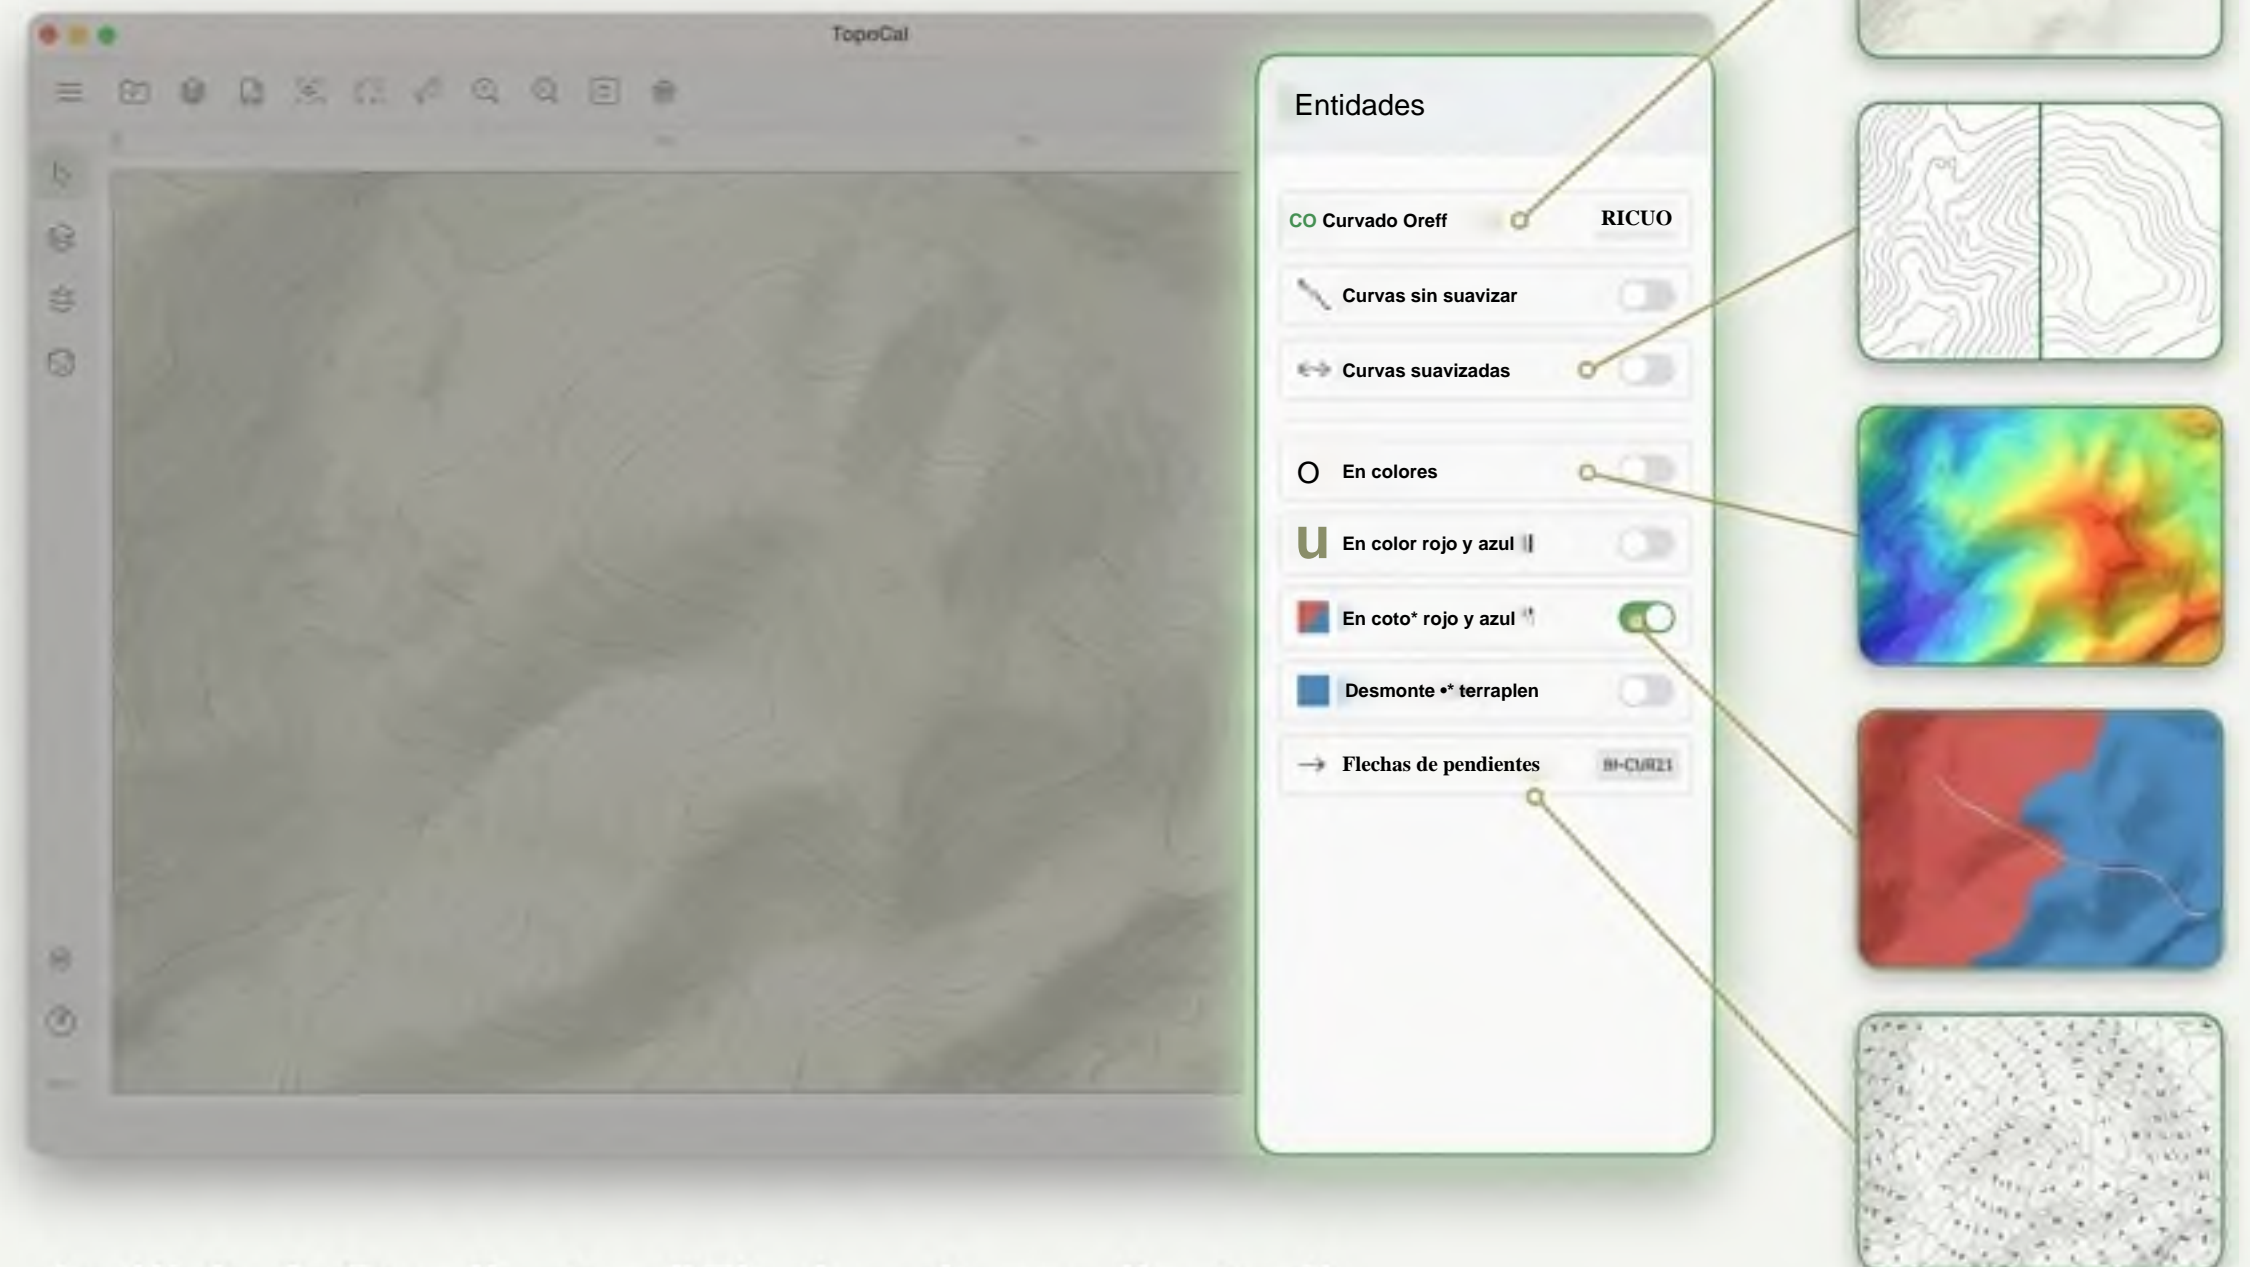 TopoCal
Entidades
CO Curvado Oreff
RICUO
Curvas sin suavizar
Curvas suavizadas
O En colores
u En color rojo y azul
En coto* rojo y azul
Desmonte •* terraplen
Flechas de pendientes